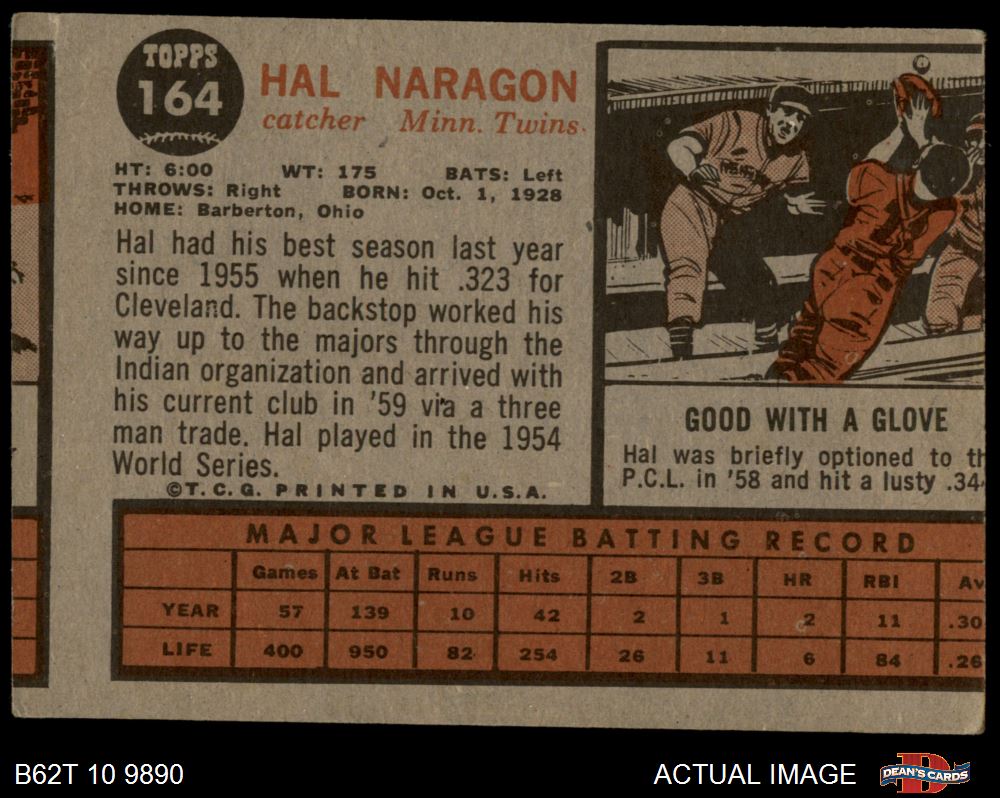 TOPPS
164
HAL NARAGON
catcher Minn. Twins.
HT: 6:00 WT: 175 BATS: Left
THROWS: Right BORN: Oct. 1, 1928
HOME: Barberton, Ohio
Hal had his best season last year
since 1955 when he hit .323 for
Cleveland. The backstop worked his
way up to the majors through the
Indian organization and arrived with
his current club in '59 via a three
man trade. Hal played in the 1954
World Series.
©T.C.G. PRINTED IN U.S.A.
GOOD WITH A GLOVE
Hal was briefly optioned to th
P.C.L. in '58 and hit a lusty .34
MAJOR LEAGUE BATTING RECORD
Games At Bat Runs Hits 2B 3B HR RBI Av
YEAR 57 139 10 42 2 1 2 11 .30
LIFE 400 950 82 254 26 11 6 84 .26
B62T 10 9890
ACTUAL IMAGE
DEAN'S CARDS